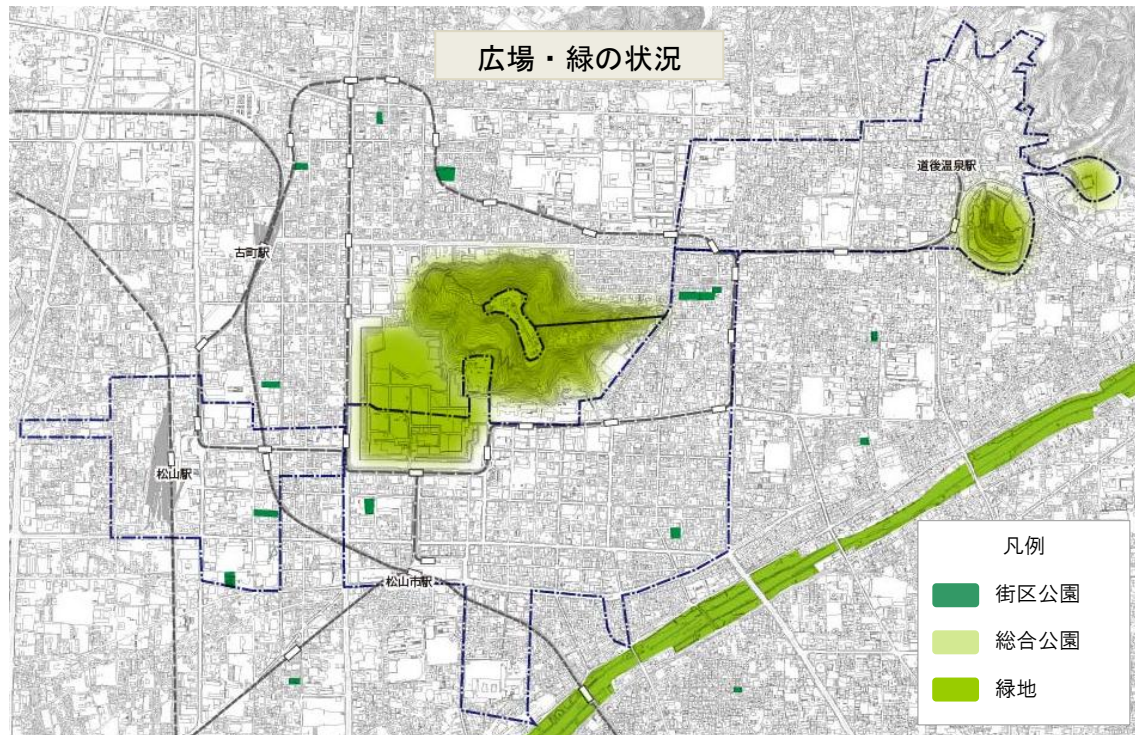 広場・緑の状況
道後温泉駅
古町駅
松山駅
松山市駅
凡例
街区公園
総合公園
緑地